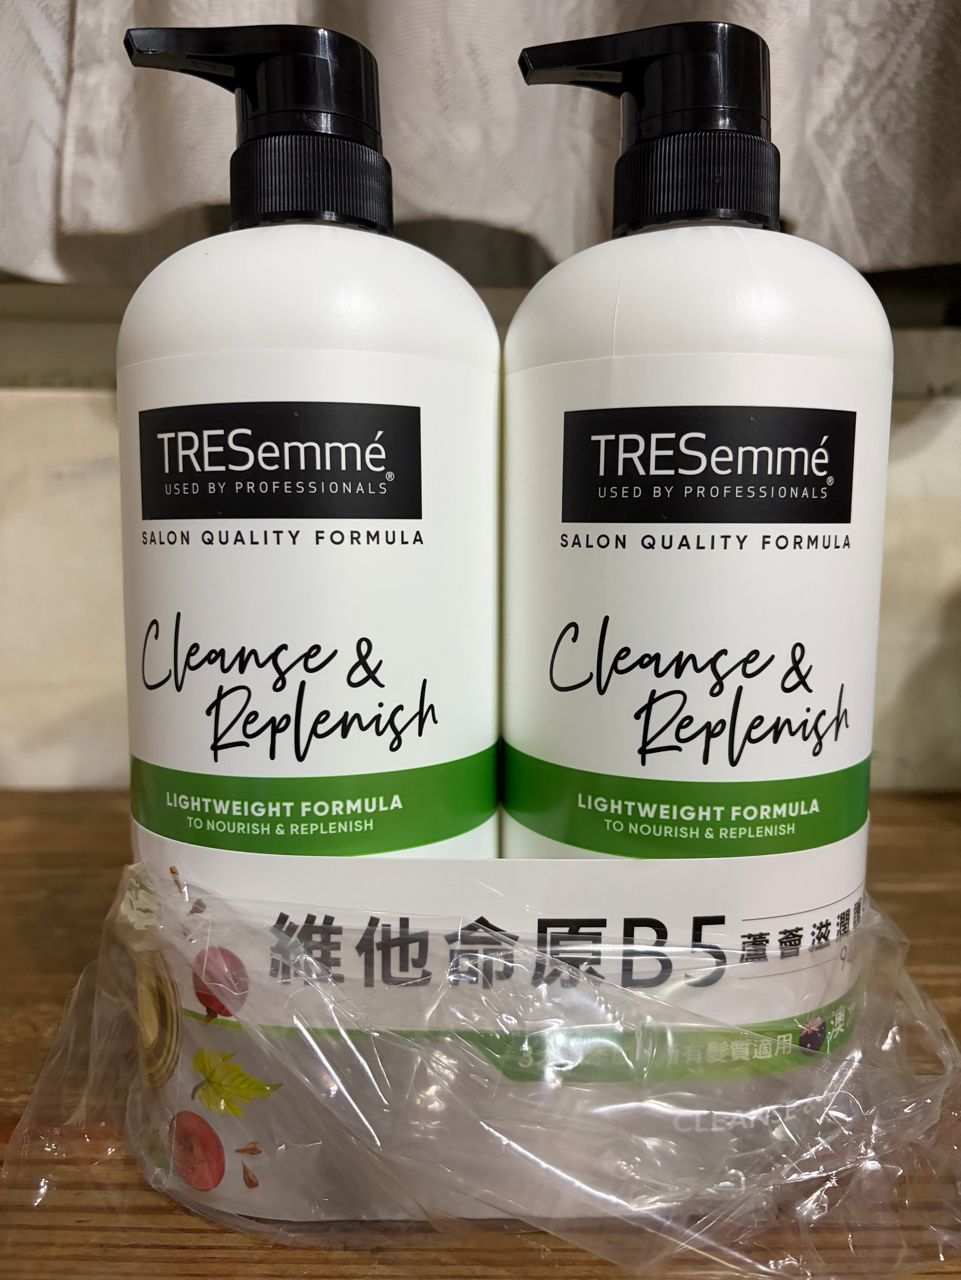 TRESemmé®
USED BY PROFESSIONALS
SALON QUALITY FORMULA
Cleanse &
Replenish
LIGHTWEIGHT FORMULA
TO NOURISH & REPLENISH
TRESemmé®
USED BY PROFESSIONALS
SALON QUALITY FORMULA
Cleanse &
Replenish
LIGHTWEIGHT FORMULA
TO NOURISH & REPLENISH
維他命原B5
蘆薈滋潤
有髮質適用
澳
CLEANSE &